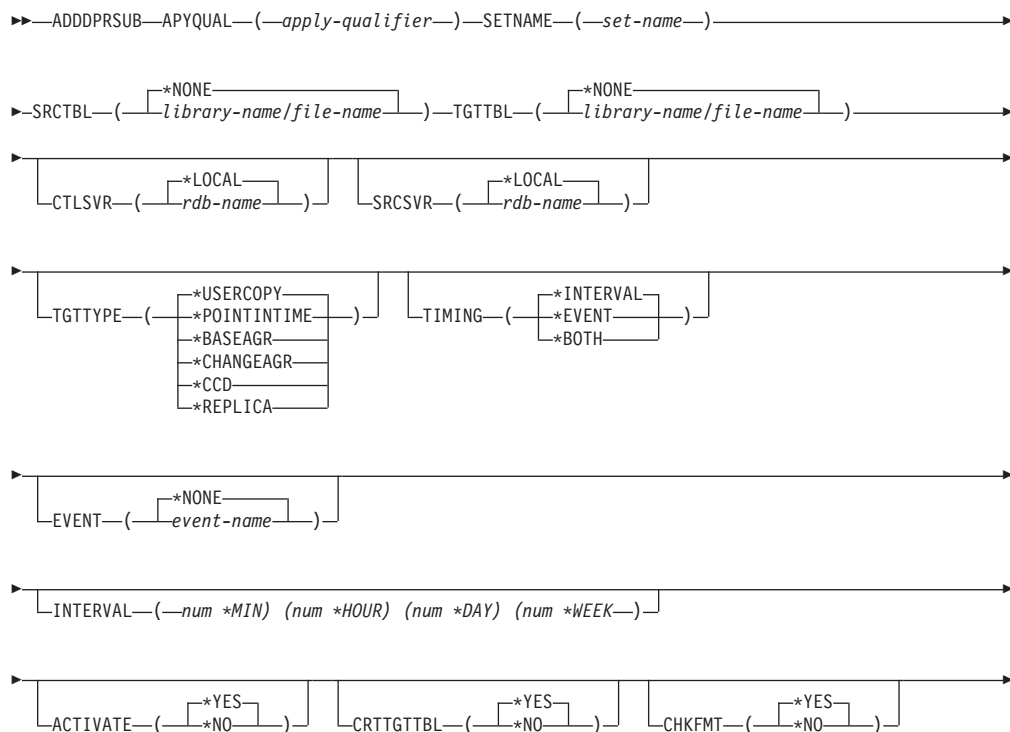 ADDDPRSUB APYQUAL ( apply-qualifier ) SETNAME ( set-name )
*NONE *NONE
SRCTBL ( library-name/file-name ) TGTTBL ( library-name/file-name )
*LOCAL *LOCAL
CTLSVR ( rdb-name ) SRCSVR ( rdb-name )
*USERCOPY *INTERVAL
TGTTYPE ( *POINTINTIME ) TIMING ( *EVENT )
*BASEAGR *BOTH
*CHANGEAGR
*CCD
*REPLICA
*NONE
EVENT ( event-name )
INTERVAL ( num *MIN) (num *HOUR) (num *DAY) (num *WEEK )
*YES *YES *YES
ACTIVATE ( *NO ) CRTTGTTBL ( *NO ) CHKFMT ( *NO )